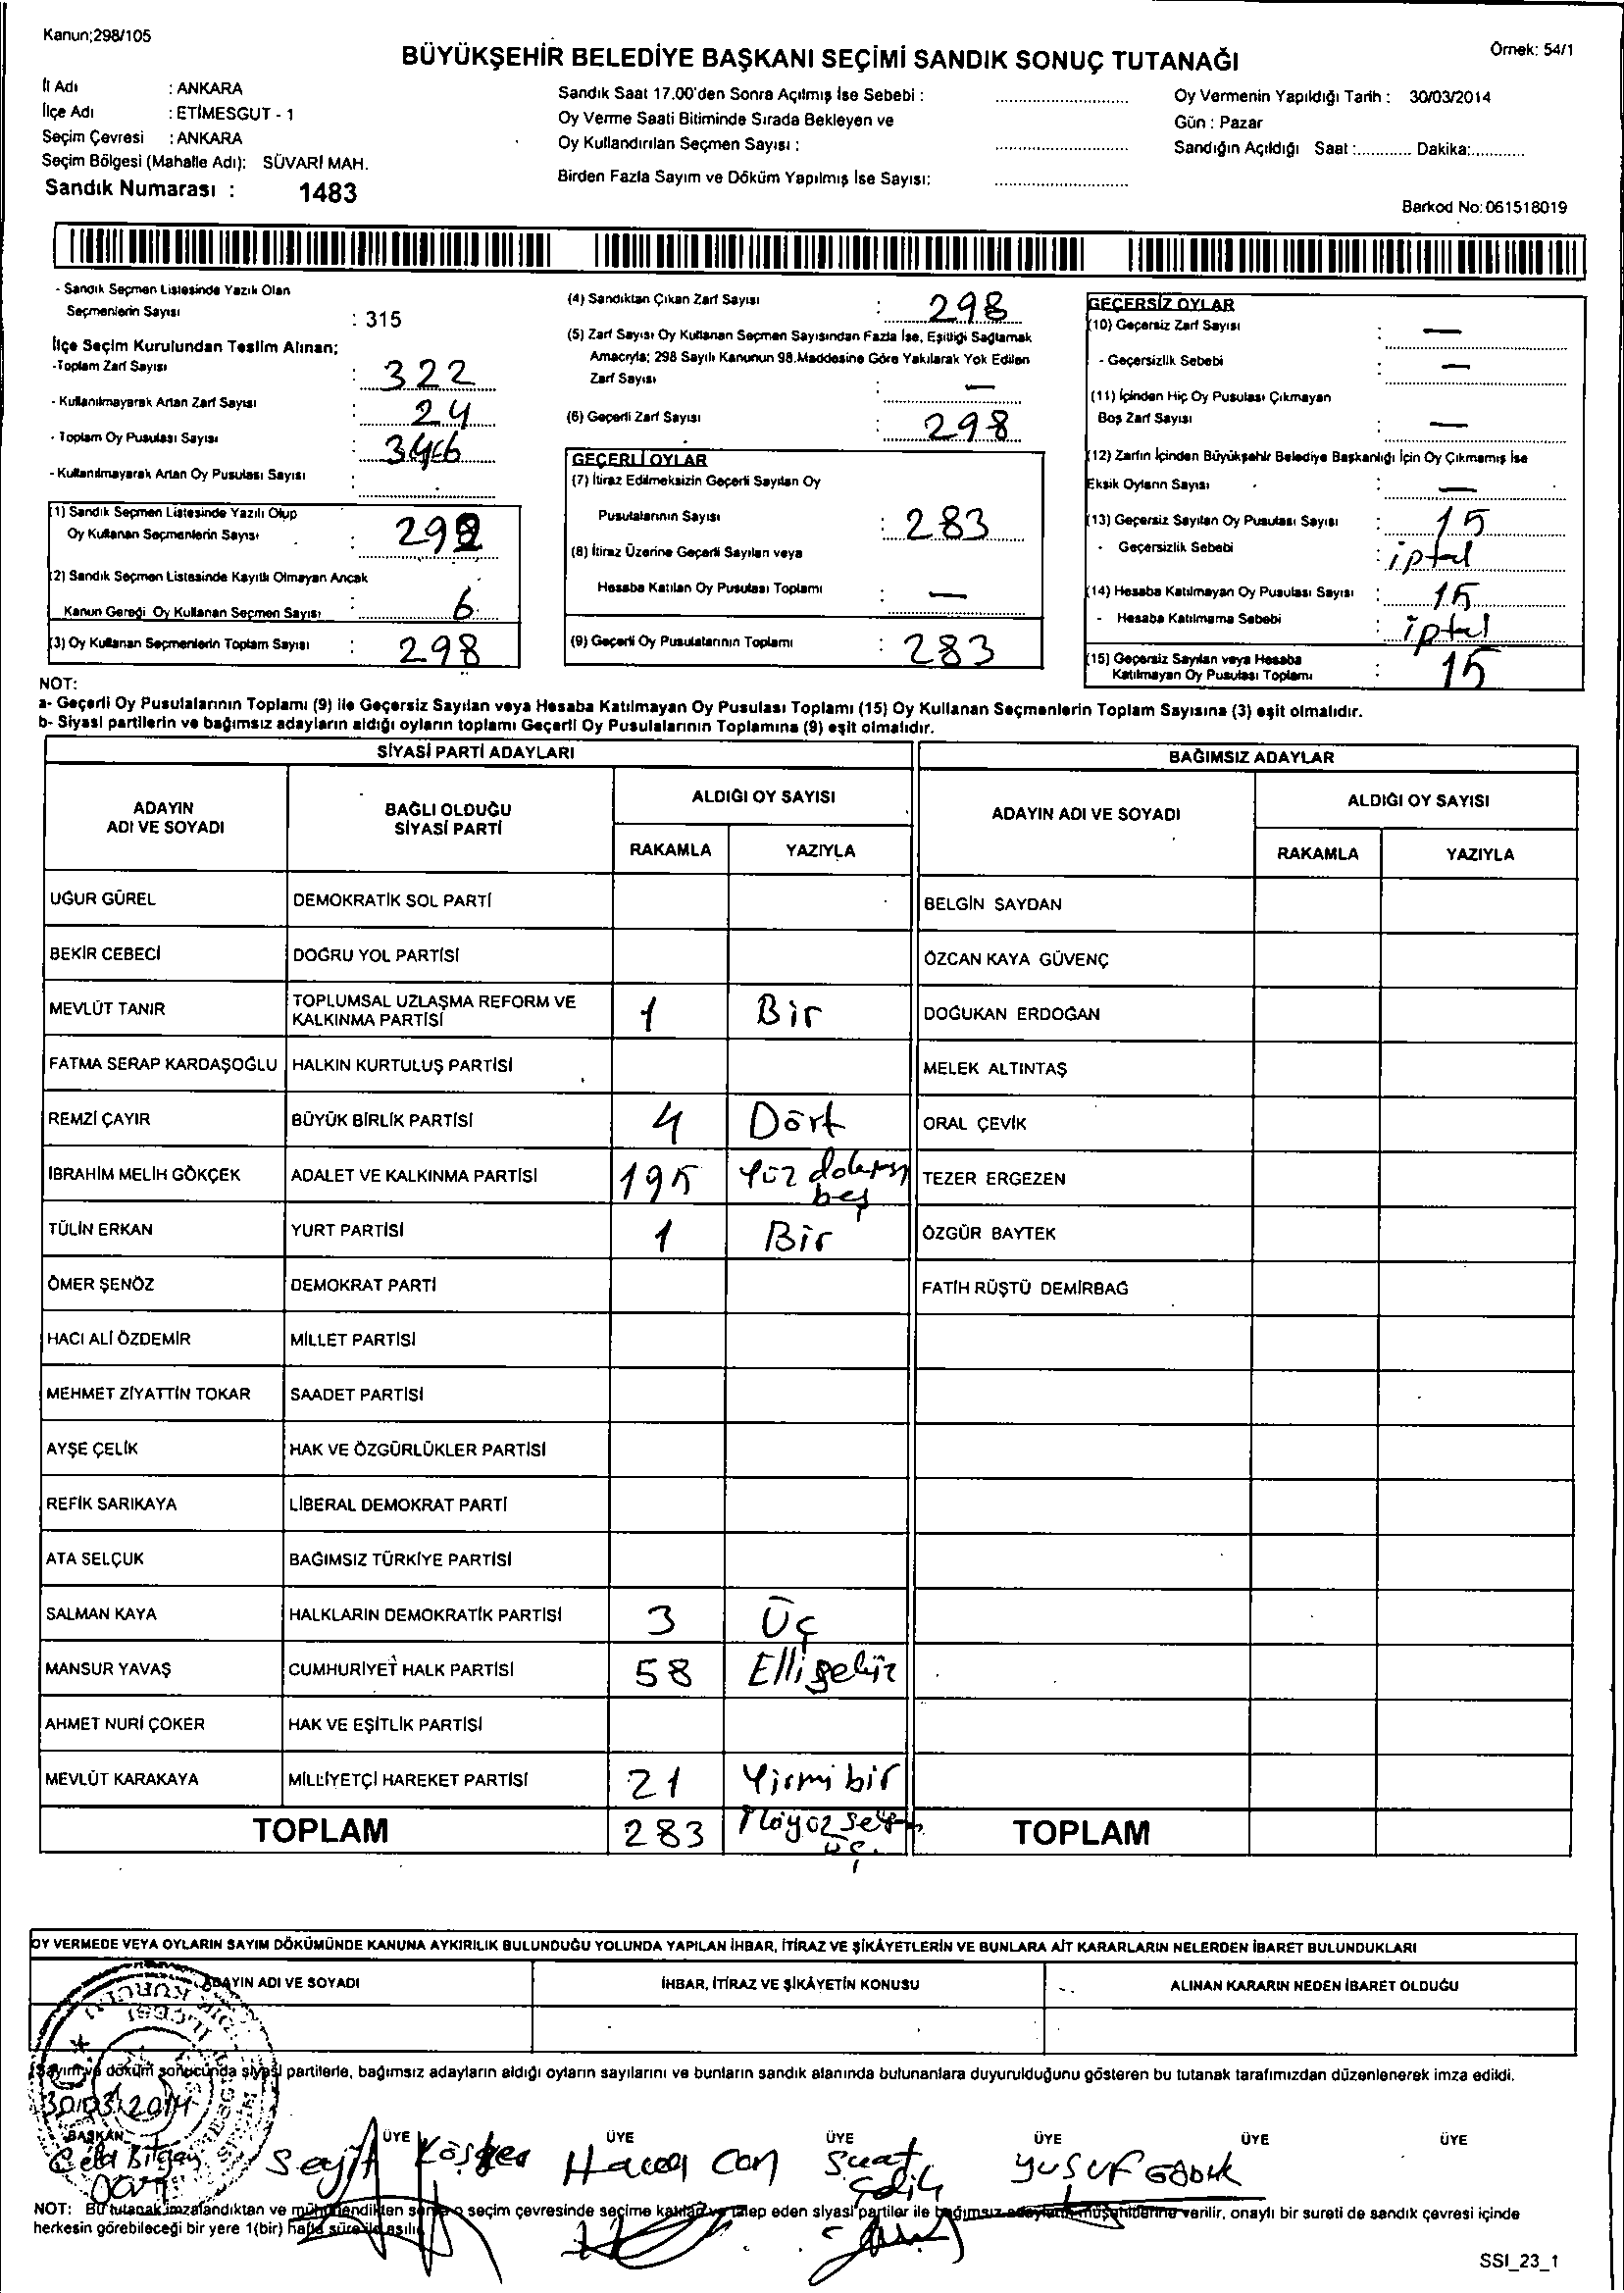 Kanun;298/105
Örnek: 54/1
BÜYÜKŞEHİR BELEDİYE BAŞKANI SEÇİMİ SANDIK SONUÇ TUTANAĞI
İl Adı : ANKARA
İlçe Adı : ETİMESGUT - 1
Seçim Çevresi : ANKARA
Seçim Bölgesi (Mahalle Adı): SÜVARİ MAH.
Sandık Numarası : 1483
Sandık Saat 17.00'den Sonra Açılmış İse Sebebi : ............................
Oy Verme Saati Bitiminde Sırada Bekleyen ve
Oy Kullandırılan Seçmen Sayısı : ............................
Birden Fazla Sayım ve Döküm Yapılmış İse Sayısı: ............................
Oy Vermenin Yapıldığı Tarih : 30/03/2014
Gün : Pazar
Sandığın Açıldığı Saat :............ Dakika:............
Barkod No:061518019
- Sandık Seçmen Listesinde Yazılı Olan
Seçmenlerin Sayısı : 315
İlçe Seçim Kurulundan Teslim Alınan;
-Toplam Zarf Sayısı : 322
- Kullanılmayarak Artan Zarf Sayısı : 24
- Toplam Oy Pusulası Sayısı :
- Kullanılmayarak Artan Oy Pusulası Sayısı :
(1) Sandık Seçmen Listesinde Yazılı Olup
Oy Kullanan Seçmenlerin Sayısı : 292
(2) Sandık Seçmen Listesinde Kayıtlı Olmayan Ancak
Kanun Gereği Oy Kullanan Seçmen Sayısı : 6
(3) Oy Kullanan Seçmenlerin Toplam Sayısı : 298
(4) Sandıktan Çıkan Zarf Sayısı : 298
(5) Zarf Sayısı Oy Kullanan Seçmen Sayısından Fazla İse, Eşitliği Sağlamak
Amacıyla; 298 Sayılı Kanunun 98.Maddesine Göre Yakılarak Yok Edilen
Zarf Sayısı : —
(6) Geçerli Zarf Sayısı : 298
GEÇERLİ OYLAR
(7) İtiraz Edilmeksizin Geçerli Sayılan Oy
Pusulalarının Sayısı : 283
(8) İtiraz Üzerine Geçerli Sayılan veya
Hesaba Katılan Oy Pusulası Toplamı : —
(9) Geçerli Oy Pusulalarının Toplamı : 283
GEÇERSİZ OYLAR
(10) Geçersiz Zarf Sayısı : —
- Geçersizlik Sebebi : —
(11) İçinden Hiç Oy Pusulası Çıkmayan
Boş Zarf Sayısı : —
(12) Zarfın İçinden Büyükşehir Belediye Başkanlığı İçin Oy Çıkmamış İse
Eksik Oyların Sayısı : —
(13) Geçersiz Sayılan Oy Pusulası Sayısı : 15
- Geçersizlik Sebebi : iptal
(14) Hesaba Katılmayan Oy Pusulası Sayısı : 15
- Hesaba Katılmama Sebebi : iptal
(15) Geçersiz Sayılan veya Hesaba
Katılmayan Oy Pusulası Toplamı : 15
NOT:
a- Geçerli Oy Pusulalarının Toplamı (9) ile Geçersiz Sayılan veya Hesaba Katılmayan Oy Pusulası Toplamı (15) Oy Kullanan Seçmenlerin Toplam Sayısına (3) eşit olmalıdır.
b- Siyasi partilerin ve bağımsız adayların aldığı oyların toplamı Geçerli Oy Pusulalarının Toplamına (9) eşit olmalıdır.
SİYASİ PARTİ ADAYLARI
BAĞIMSIZ ADAYLAR
ADAYIN ADI VE SOYADI
BAĞLI OLDUĞU SİYASİ PARTİ
ALDIĞI OY SAYISI
ADAYIN ADI VE SOYADI
ALDIĞI OY SAYISI
RAKAMLA YAZIYLA RAKAMLA YAZIYLA
UĞUR GÜREL DEMOKRATİK SOL PARTİ BELGİN SAYDAN
BEKİR CEBECİ DOĞRU YOL PARTİSİ ÖZCAN KAYA GÜVENÇ
MEVLÜT TANIR TOPLUMSAL UZLAŞMA REFORM VE KALKINMA PARTİSİ 1 Bir DOĞUKAN ERDOĞAN
FATMA SERAP KARDAŞOĞLU HALKIN KURTULUŞ PARTİSİ MELEK ALTINTAŞ
REMZİ ÇAYIR BÜYÜK BİRLİK PARTİSİ 4 Dört ORAL ÇEVİK
İBRAHİM MELİH GÖKÇEK ADALET VE KALKINMA PARTİSİ 195 Yüz doksan beş TEZER ERGEZEN
TÜLİN ERKAN YURT PARTİSİ 1 Bir ÖZGÜR BAYTEK
ÖMER ŞENÖZ DEMOKRAT PARTİ FATİH RÜŞTÜ DEMİRBAĞ
HACI ALİ ÖZDEMİR MİLLET PARTİSİ
MEHMET ZİYATTİN TOKAR SAADET PARTİSİ
AYŞE ÇELİK HAK VE ÖZGÜRLÜKLER PARTİSİ
REFİK SARIKAYA LİBERAL DEMOKRAT PARTİ
ATA SELÇUK BAĞIMSIZ TÜRKİYE PARTİSİ
SALMAN KAYA HALKLARIN DEMOKRATİK PARTİSİ 3 Üç
MANSUR YAVAŞ CUMHURİYET HALK PARTİSİ 58 Elli sekiz
AHMET NURİ ÇOKER HAK VE EŞİTLİK PARTİSİ
MEVLÜT KARAKAYA MİLLİYETÇİ HAREKET PARTİSİ 21 Yirmi bir
TOPLAM 283 üç. TOPLAM
OY VERMEDE VEYA OYLARIN SAYIM DÖKÜMÜNDE KANUNA AYKIRILIK BULUNDUĞU YOLUNDA YAPILAN İHBAR, İTİRAZ VE ŞİKÂYETLERİN VE BUNLARA AİT KARARLARIN NELERDEN İBARET BULUNDUKLARI
ADAYIN ADI VE SOYADI İHBAR, İTİRAZ VE ŞİKÂYETİN KONUSU ALINAN KARARIN NEDEN İBARET OLDUĞU
Sayım ve döküm sonucunda siyasi partilerle, bağımsız adayların aldığı oyların sayılarını ve bunların sandık alanında bulunanlara duyurulduğunu gösteren bu tutanak tarafımızdan düzenlenerek imza edildi.
30/03/2014
BAŞKAN ÜYE ÜYE ÜYE ÜYE ÜYE ÜYE
Seyit Köşker Can Suat Yusuf
NOT: Bu tutanak imzalandıktan ve mühürlendikten sonra o seçim çevresinde seçime katılan ve talep eden siyasi partiler ile bağımsız adayların müşahitlerine verilir, onaylı bir sureti de sandık çevresi içinde
herkesin görebileceği bir yere 1(bir) hafta süre ile asılır.
SSI_23_1